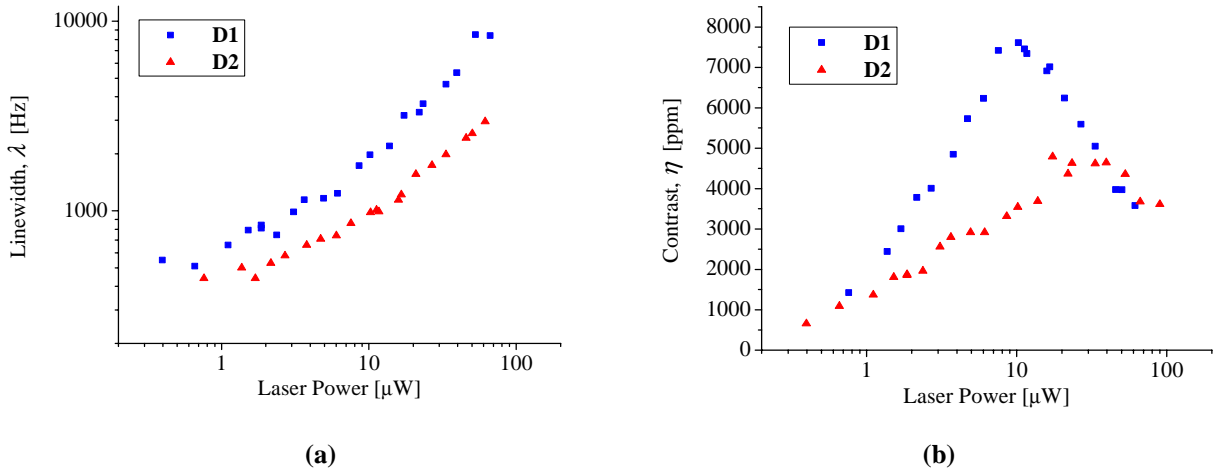 10000
1000
Linewidth, λ [Hz]
D1
D2
1
10
100
Laser Power [µW]
(a)
8000
7000
6000
5000
4000
3000
2000
1000
0
Contrast, η [ppm]
D1
D2
1
10
100
Laser Power [µW]
(b)